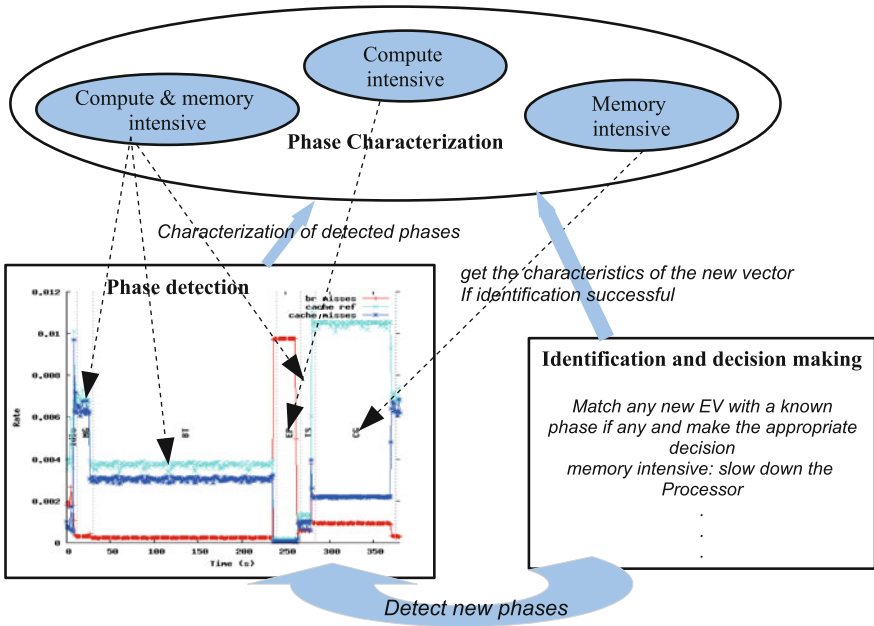 Compute
intensive
Compute & memory
intensive
Memory
intensive
Phase Characterization
Characterization of detected phases
get the characteristics of the new vector
If identification successful
Phase detection
0.012
0.01
0.008
0.006
0.004
0.002
0
Rate
br misses
cache ref
cache misses
MG
BT
EP
IS
CG
0
50
100
150
200
250
300
350
Time (s)
Identification and decision making
Match any new EV with a known
phase if any and make the appropriate
decision
memory intensive: slow down the
Processor
.
.
.
Detect new phases